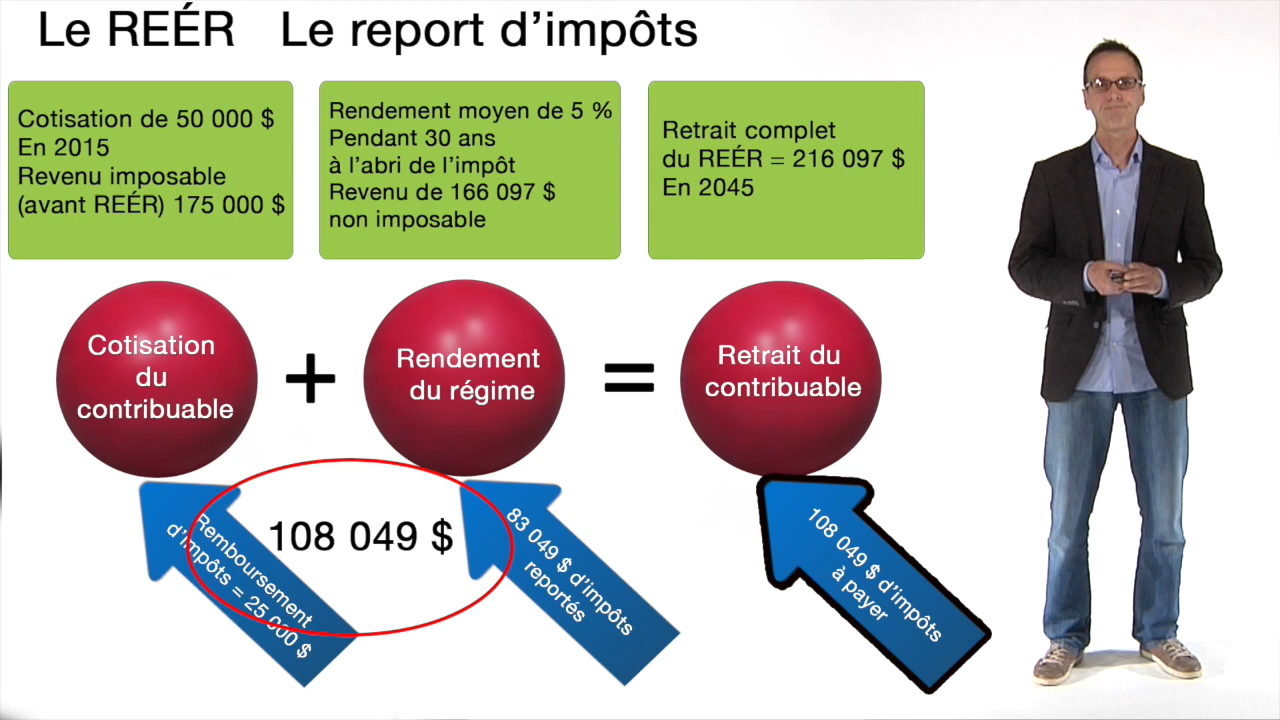 Le REÉR Le report d’impôts
Cotisation de 50 000 $
En 2015
Revenu imposable
(avant REÉR) 175 000 $
Rendement moyen de 5 %
Pendant 30 ans
à l’abri de l’impôt
Revenu de 166 097 $
non imposable
Retrait complet
du REÉR = 216 097 $
En 2045
Cotisation
du
contribuable
+
Rendement
du régime
=
Retrait du
contribuable
Remboursement
d’impôts = 25 000 $
108 049 $
83 049 $ d’impôts
reportés
108 049 $ d’impôts
à payer